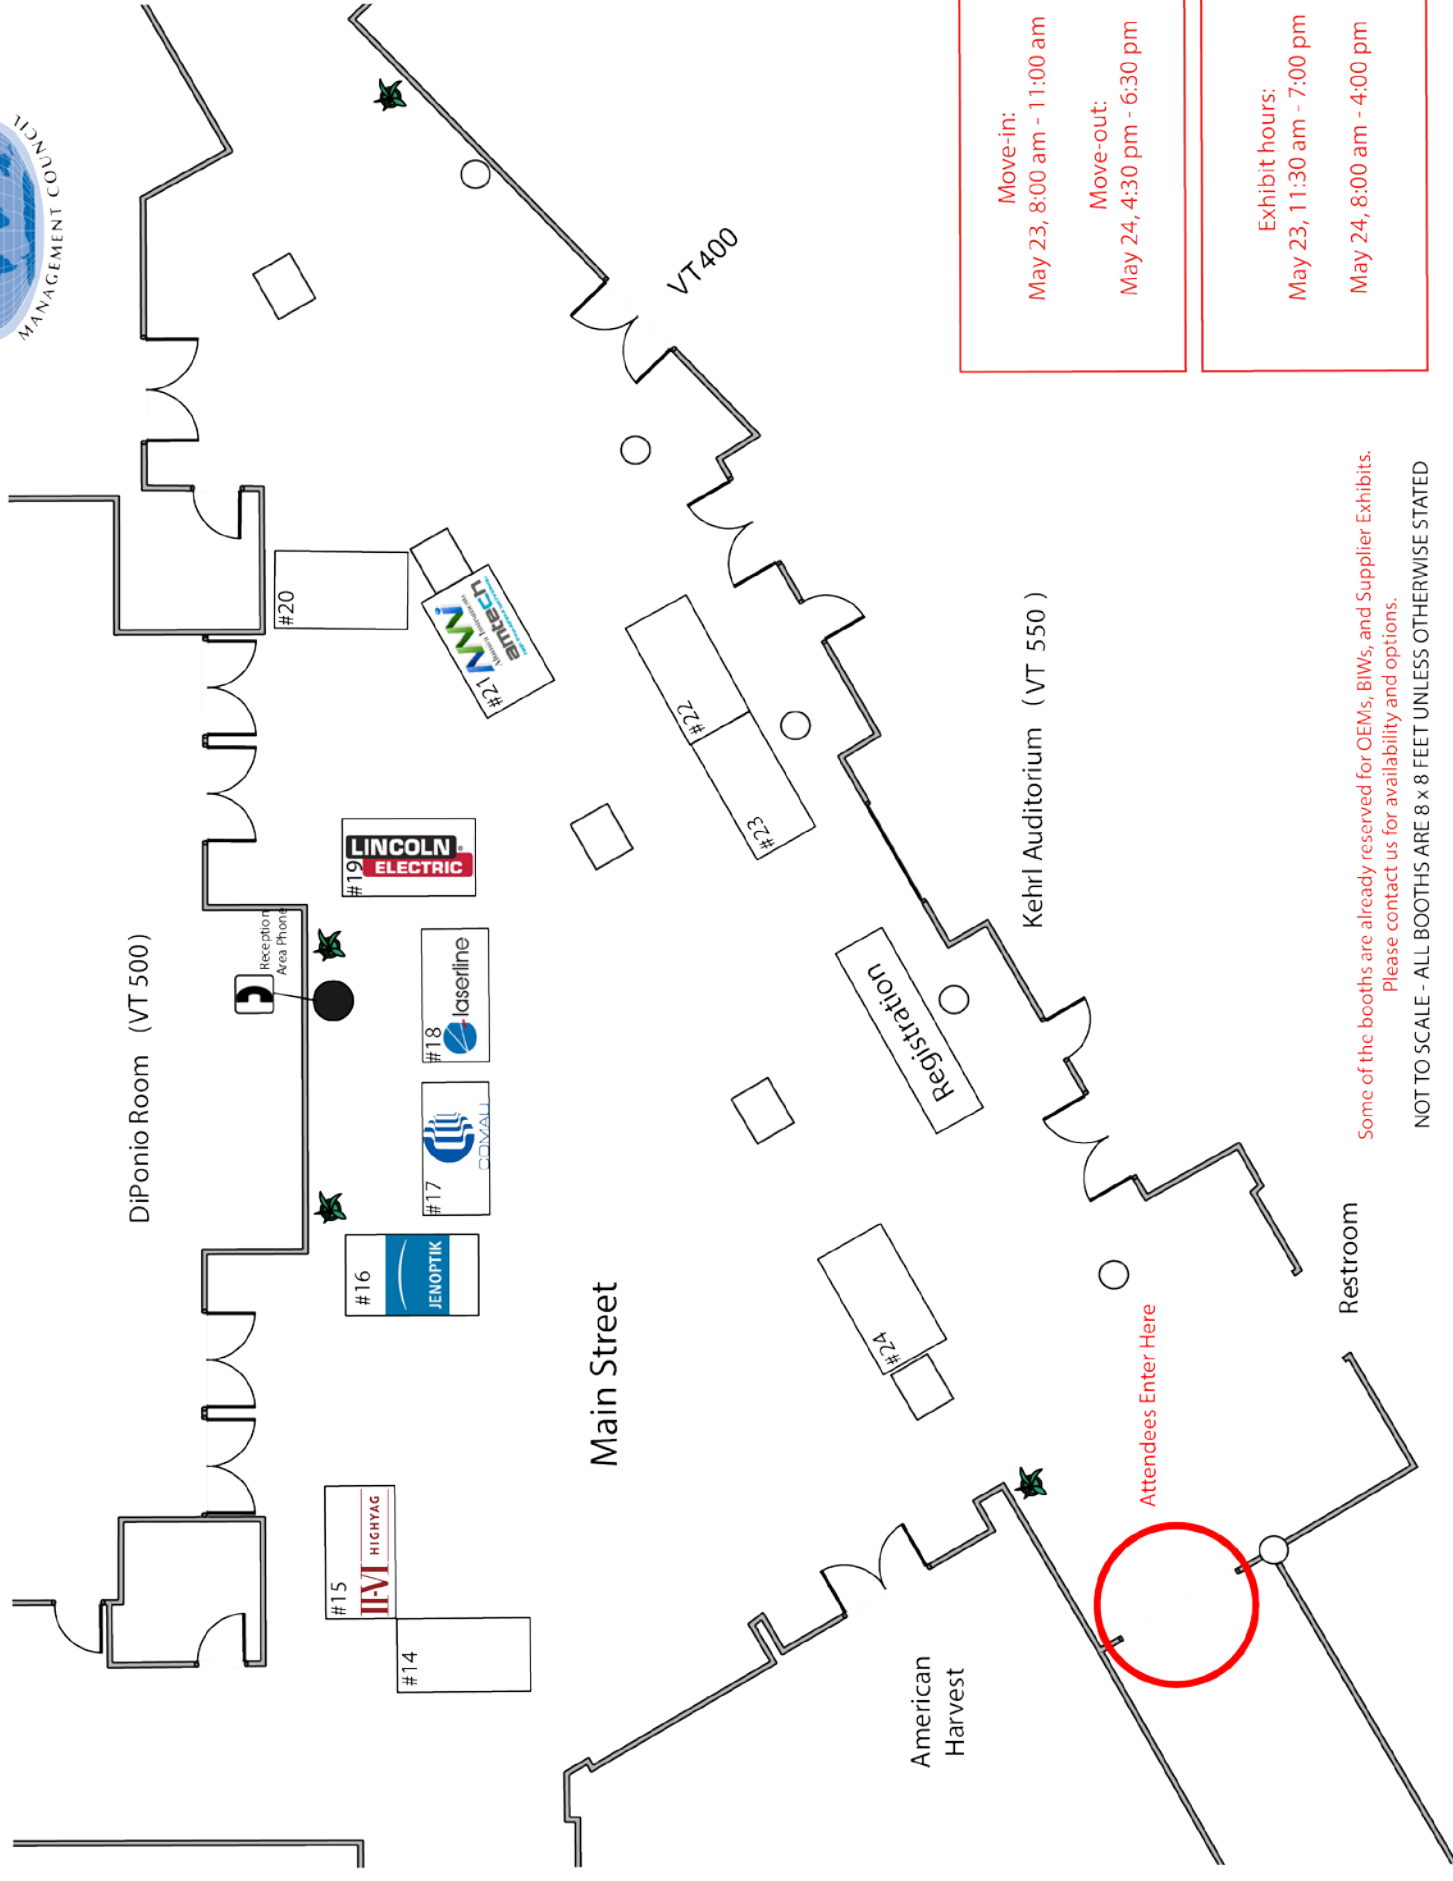 MANAGEMENT COUNCIL
DiPonio Room (VT 500)
Reception
Area Phone
#14
#15
II-VI HIGHYAG
#16
JENOPTIK
#17
COMAU
#18
laserline
#19
LINCOLN
ELECTRIC
#20
#21
amtech
#22
#23
#24
Registration
Main Street
VT400
Kehrl Auditorium (VT 550 )
American
Harvest
Attendees Enter Here
Restroom
Move-in:
May 23, 8:00 am - 11:00 am
Move-out:
May 24, 4:30 pm - 6:30 pm
Exhibit hours:
May 23, 11:30 am - 7:00 pm
May 24, 8:00 am - 4:00 pm
Some of the booths are already reserved for OEMs, BIWs, and Supplier Exhibits.
Please contact us for availability and options.
NOT TO SCALE - ALL BOOTHS ARE 8 x 8 FEET UNLESS OTHERWISE STATED